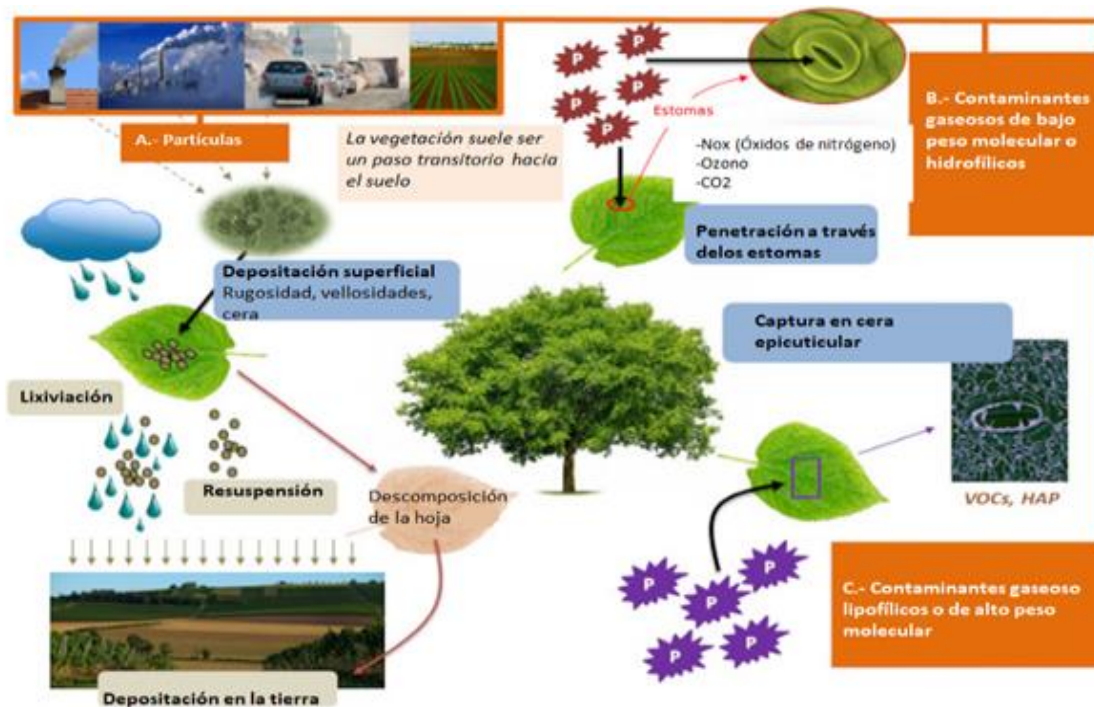 A.- Partículas
La vegetación suele ser
un paso transitorio hacia
el suelo
P
P
P
P
P
Estomas
-Nox (Óxidos de nitrógeno)
-Ozono
-CO2
B.- Contaminantes
gaseosos de bajo
peso molecular o
hidrofílicos
Penetración a través
delos estomas
Depositación superficial
Rugosidad, vellosidades,
cera
Captura en cera
epicuticular
Lixiviación
Resuspensión
Descomposición
de la hoja
VOCs, HAP
P
P
P
P
P
C.- Contaminantes gaseoso
lipofílicos o de alto peso
molecular
Depositación en la tierra